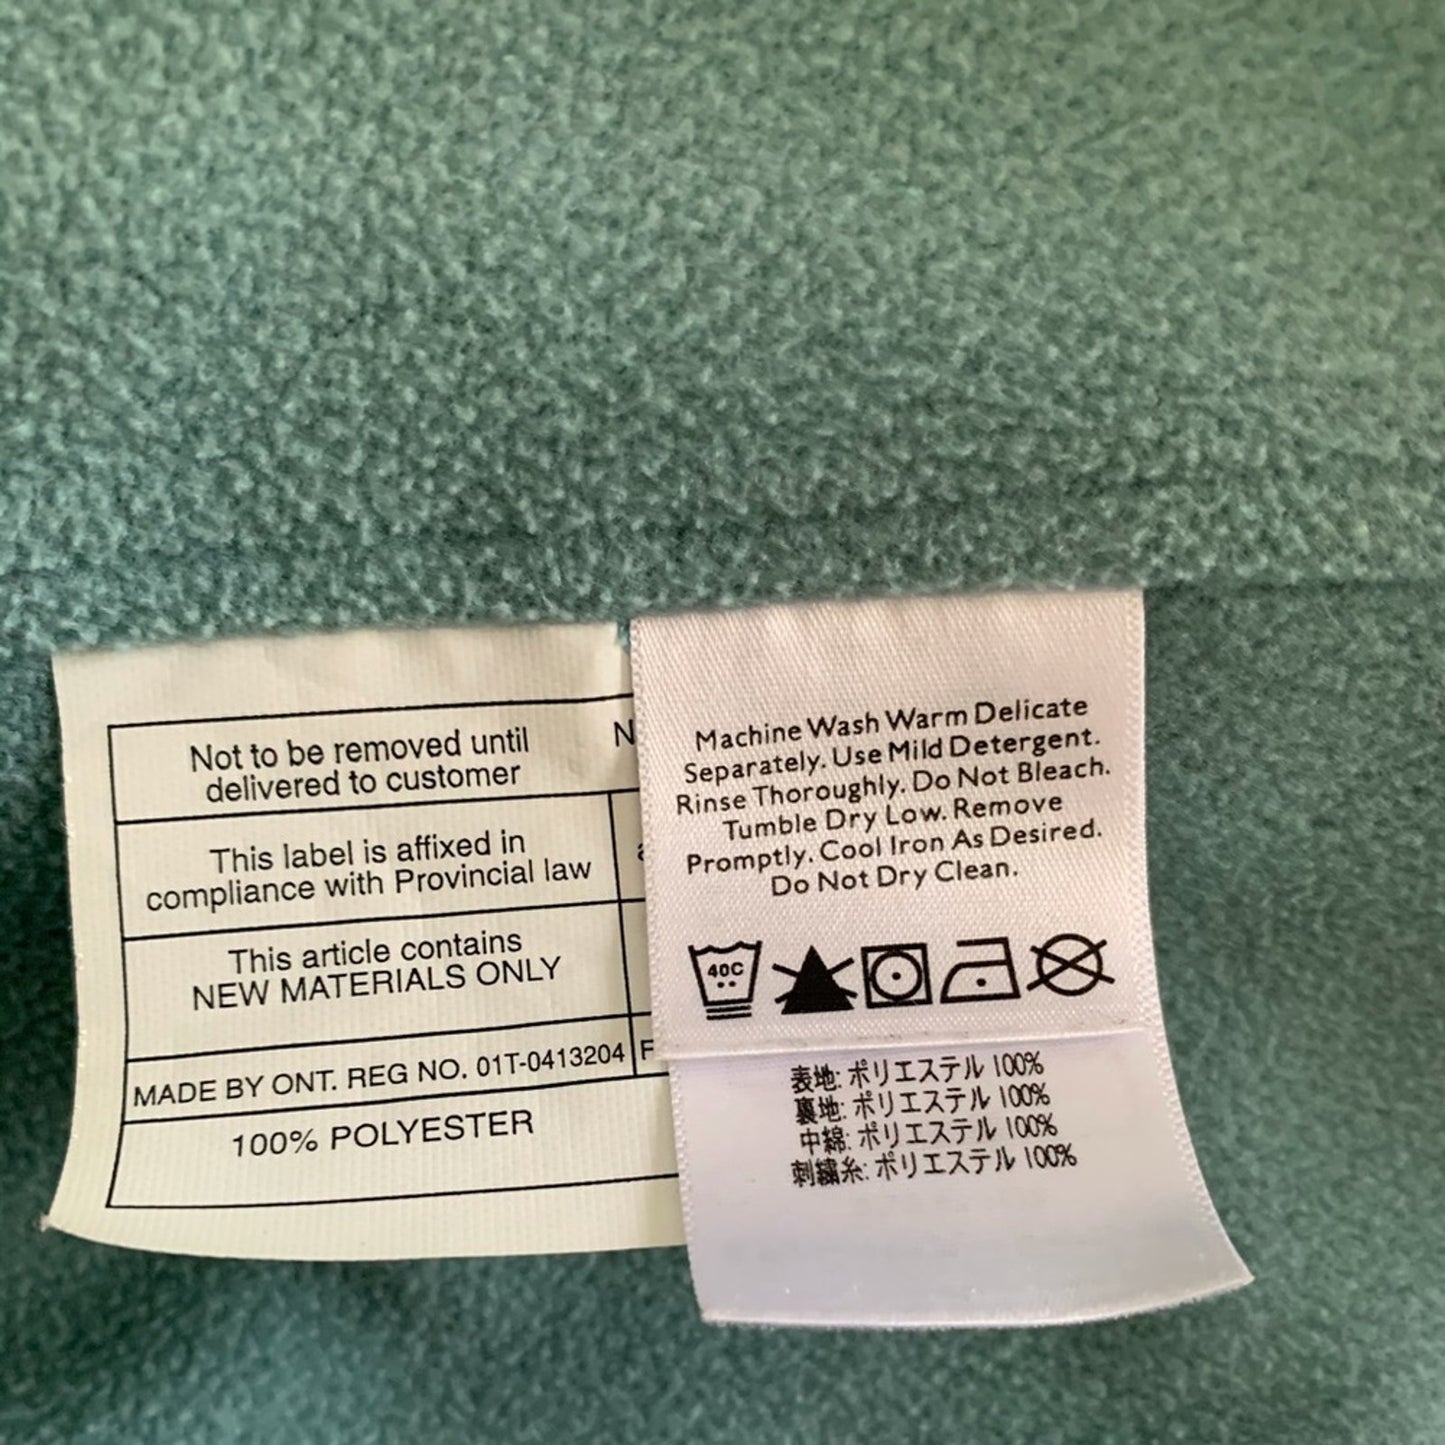 Not to be removed until
delivered to customer
This label is affixed in
compliance with Provincial law
This article contains
NEW MATERIALS ONLY
MADE BY ONT. REG NO. 01T-0413204
100% POLYESTER
N
F
Machine Wash Warm Delicate
Separately. Use Mild Detergent.
Rinse Thoroughly. Do Not Bleach.
Tumble Dry Low. Remove
Promptly. Cool Iron As Desired.
Do Not Dry Clean.
40C
表地: ポリエステル 100%
裏地: ポリエステル 100%
中綿: ポリエステル 100%
刺繍糸: ポリエステル 100%